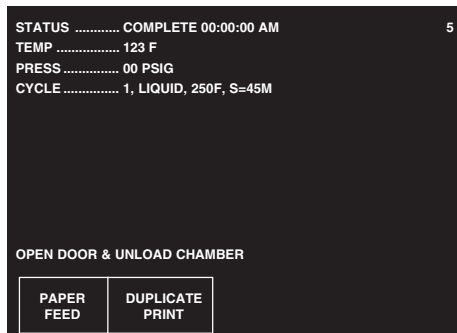 STATUS ............ COMPLETE 00:00:00 AM 5
TEMP ................. 123 F
PRESS ............... 00 PSIG
CYCLE ............... 1, LIQUID, 250F, S=45M
OPEN DOOR & UNLOAD CHAMBER
PAPER FEED
DUPLICATE PRINT